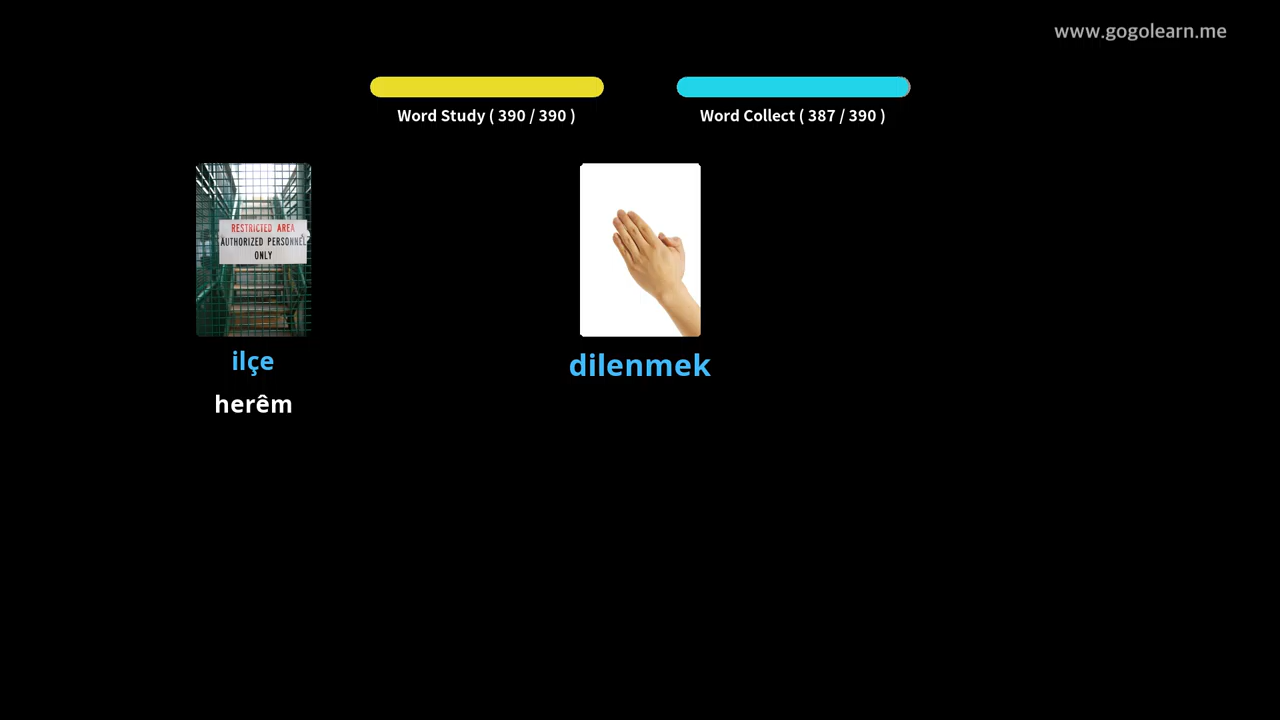 www.gogolearn.me
Word Study ( 390 / 390 )
Word Collect ( 387 / 390 )
RESTRICTED AREA
AUTHORIZED PERSONNEL
ONLY
ilçe
herêm
dilenmek